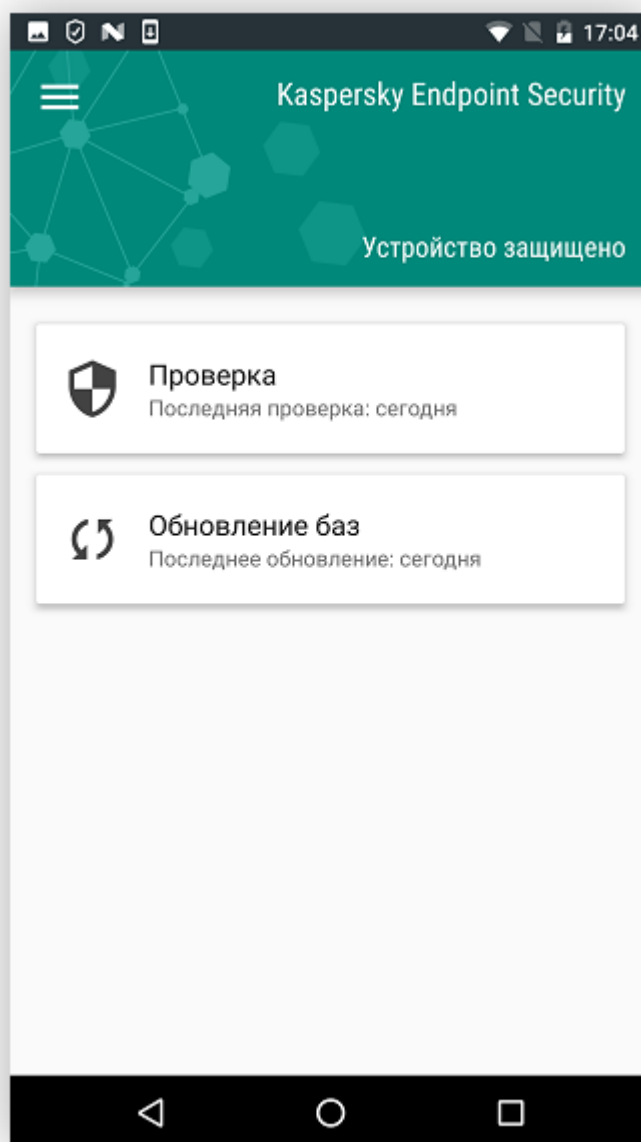 17:04
Kaspersky Endpoint Security
Устройство защищено
Проверка
Последняя проверка: сегодня
Обновление баз
Последнее обновление: сегодня